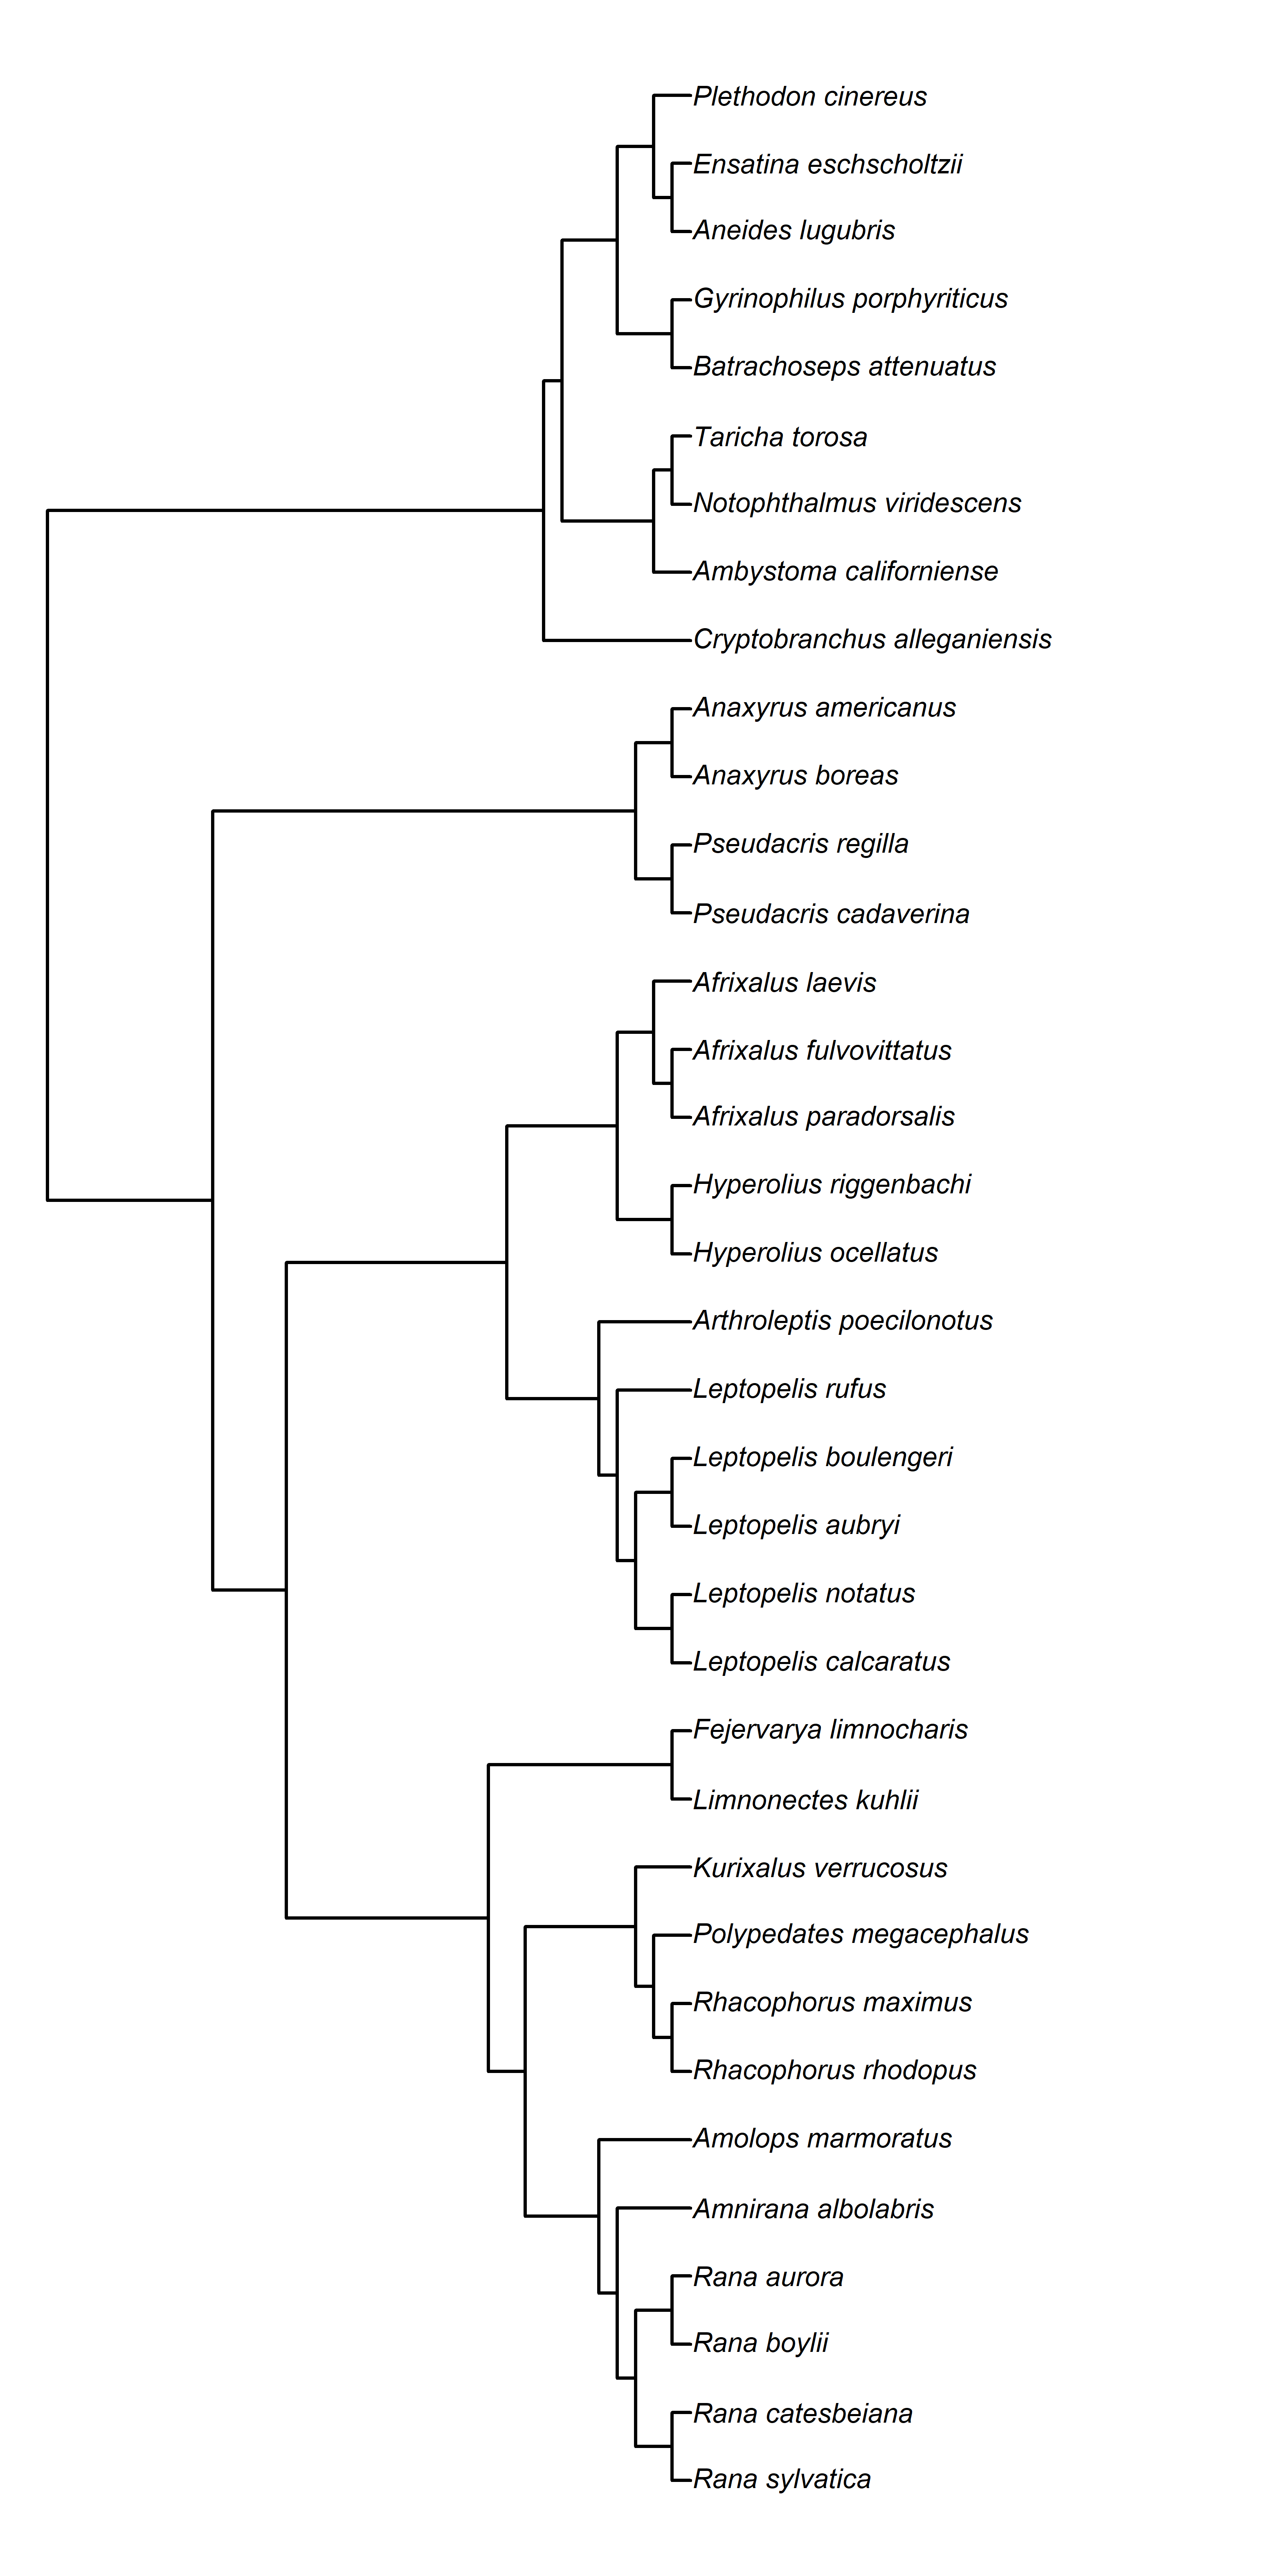 Plethodon cinereus
Ensatina eschscholtzii
Aneides lugubris
Gyrinophilus porphyriticus
Batrachoseps attenuatus
Taricha torosa
Notophthalmus viridescens
Ambystoma californiense
Cryptobranchus alleganiensis
Anaxyrus americanus
Anaxyrus boreas
Pseudacris regilla
Pseudacris cadaverina
Afrixalus laevis
Afrixalus fulvovittatus
Afrixalus paradorsalis
Hyperolius riggenbachi
Hyperolius ocellatus
Arthroleptis poecilonotus
Leptopelis rufus
Leptopelis boulengeri
Leptopelis aubryi
Leptopelis notatus
Leptopelis calcaratus
Fejervarya limnocharis
Limnonectes kuhlii
Kurixalus verrucosus
Polypedates megacephalus
Rhacophorus maximus
Rhacophorus rhodopus
Amolops marmoratus
Amnirana albolabris
Rana aurora
Rana boylii
Rana catesbeiana
Rana sylvatica